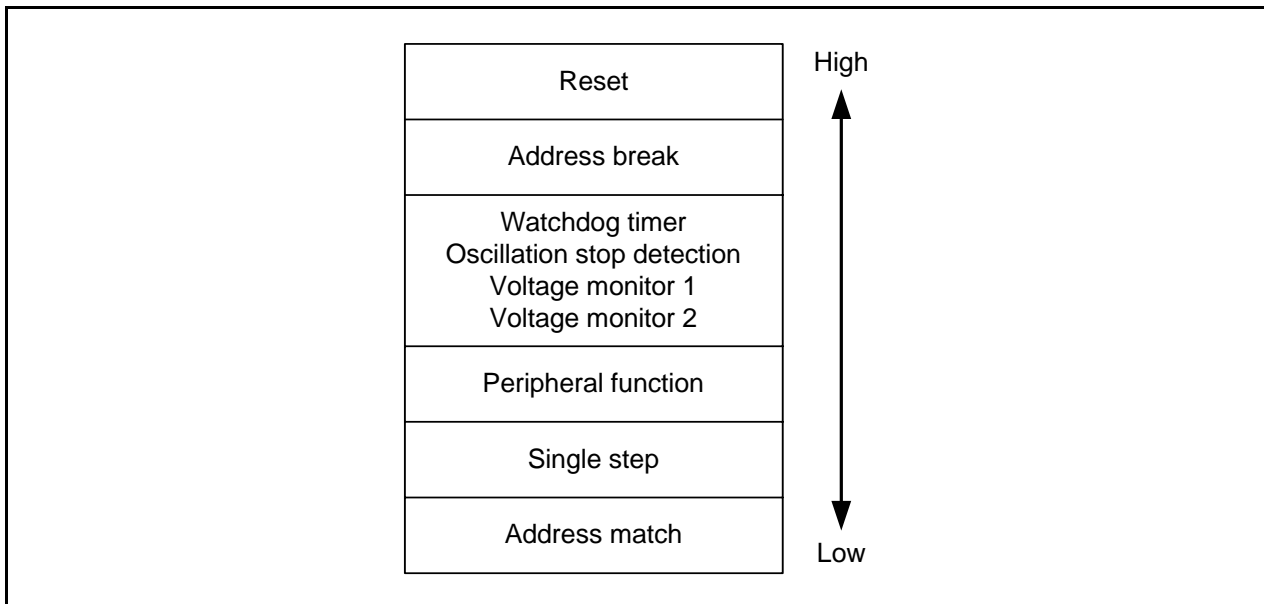 Reset
High
Address break
Watchdog timer
Oscillation stop detection
Voltage monitor 1
Voltage monitor 2
Peripheral function
Single step
Address match
Low